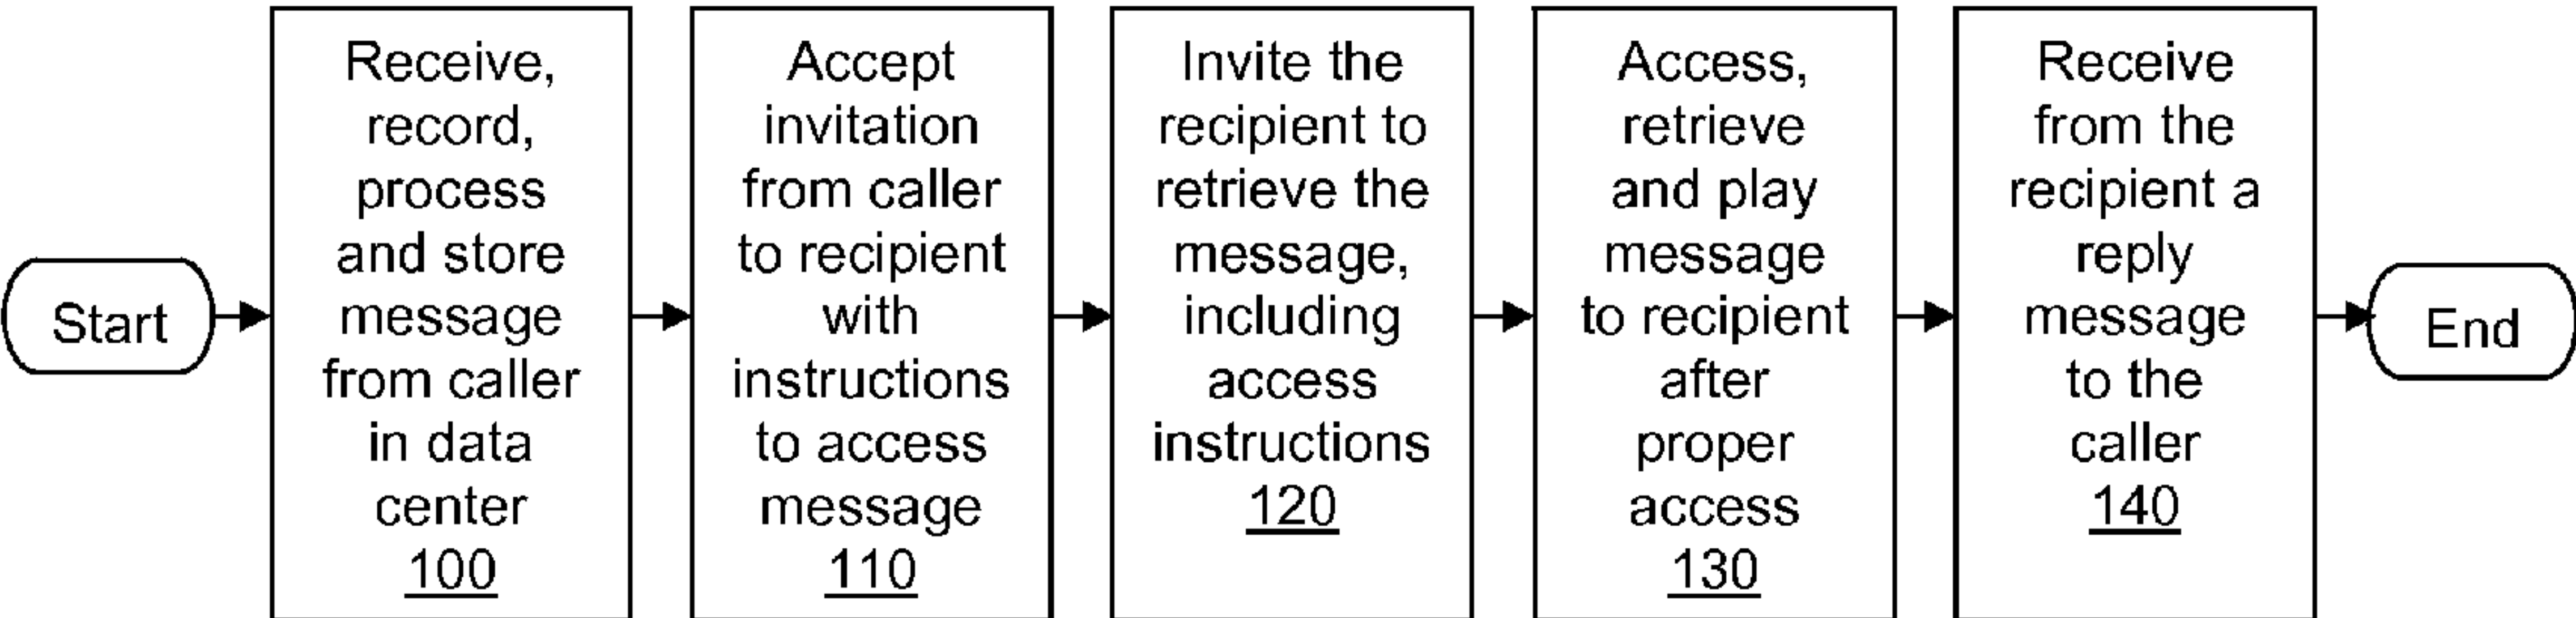 Start
Receive,
record,
process
and store
message
from caller
in data
center
100
Accept
invitation
from caller
to recipient
with
instructions
to access
message
110
Invite the
recipient to
retrieve the
message,
including
access
instructions
120
Access,
retrieve
and play
message
to recipient
after
proper
access
130
Receive
from the
recipient a
reply
message
to the
caller
140
End